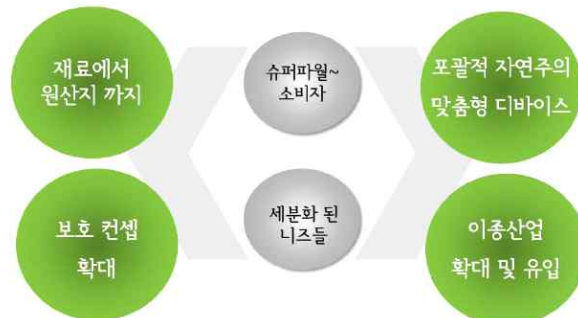 재료에서
원산지 까지
슈퍼파월~
소비자
포괄적 자연주의
맞춤형 디바이스
보호 컨셉
확대
세분화 된
니즈들
이종산업
확대 및 유입